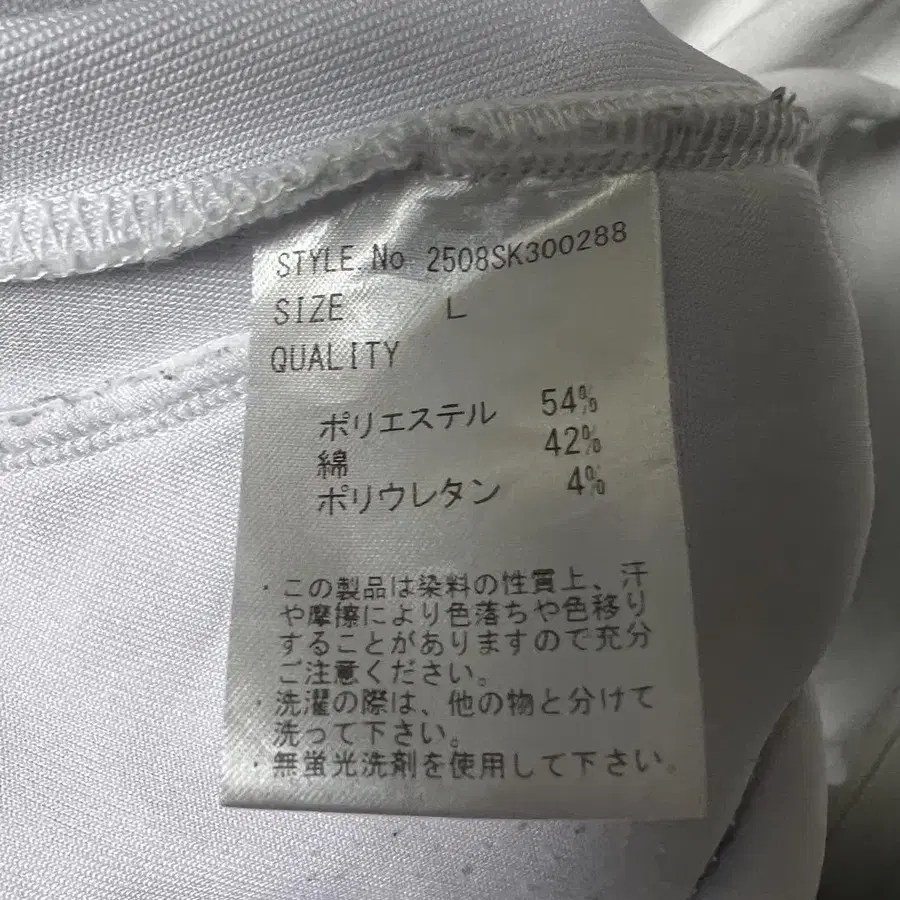 STYLE.No 2508SK300288
SIZE L
QUALITY
ポリエステル 54%
綿 42%
ポリウレタン 4%
・この製品は染料の性質上、汗
や摩擦により色落ちや色移り
することがありますので充分
ご注意ください。
・洗濯の際は、他の物と分けて
洗って下さい。
・無蛍光洗剤を使用して下さい。